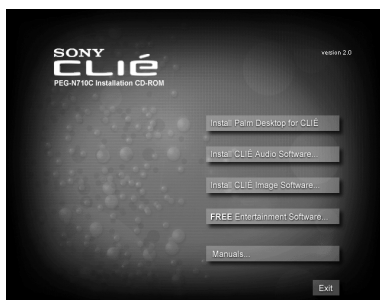 SONY
CLIÉ
PEG-N710C Installation CD-ROM
version 2.0
Install Palm Desktop for CLIÉ
Install CLIÉ Audio Software...
Install CLIÉ Image Software...
FREE Entertainment Software...
Manuals...
Exit